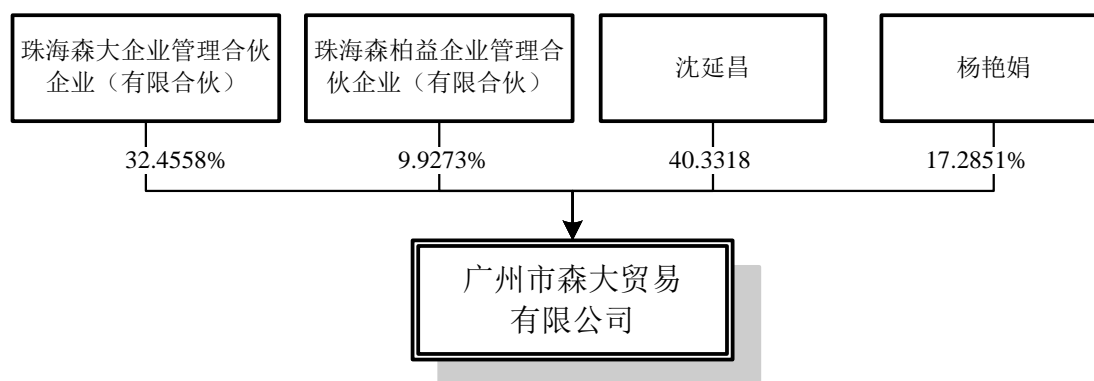 珠海森大企业管理合伙
企业（有限合伙）
珠海森柏益企业管理合
伙企业（有限合伙）
沈延昌
杨艳娟
32.4558%
9.9273%
40.3318
17.2851%
广州市森大贸易
有限公司